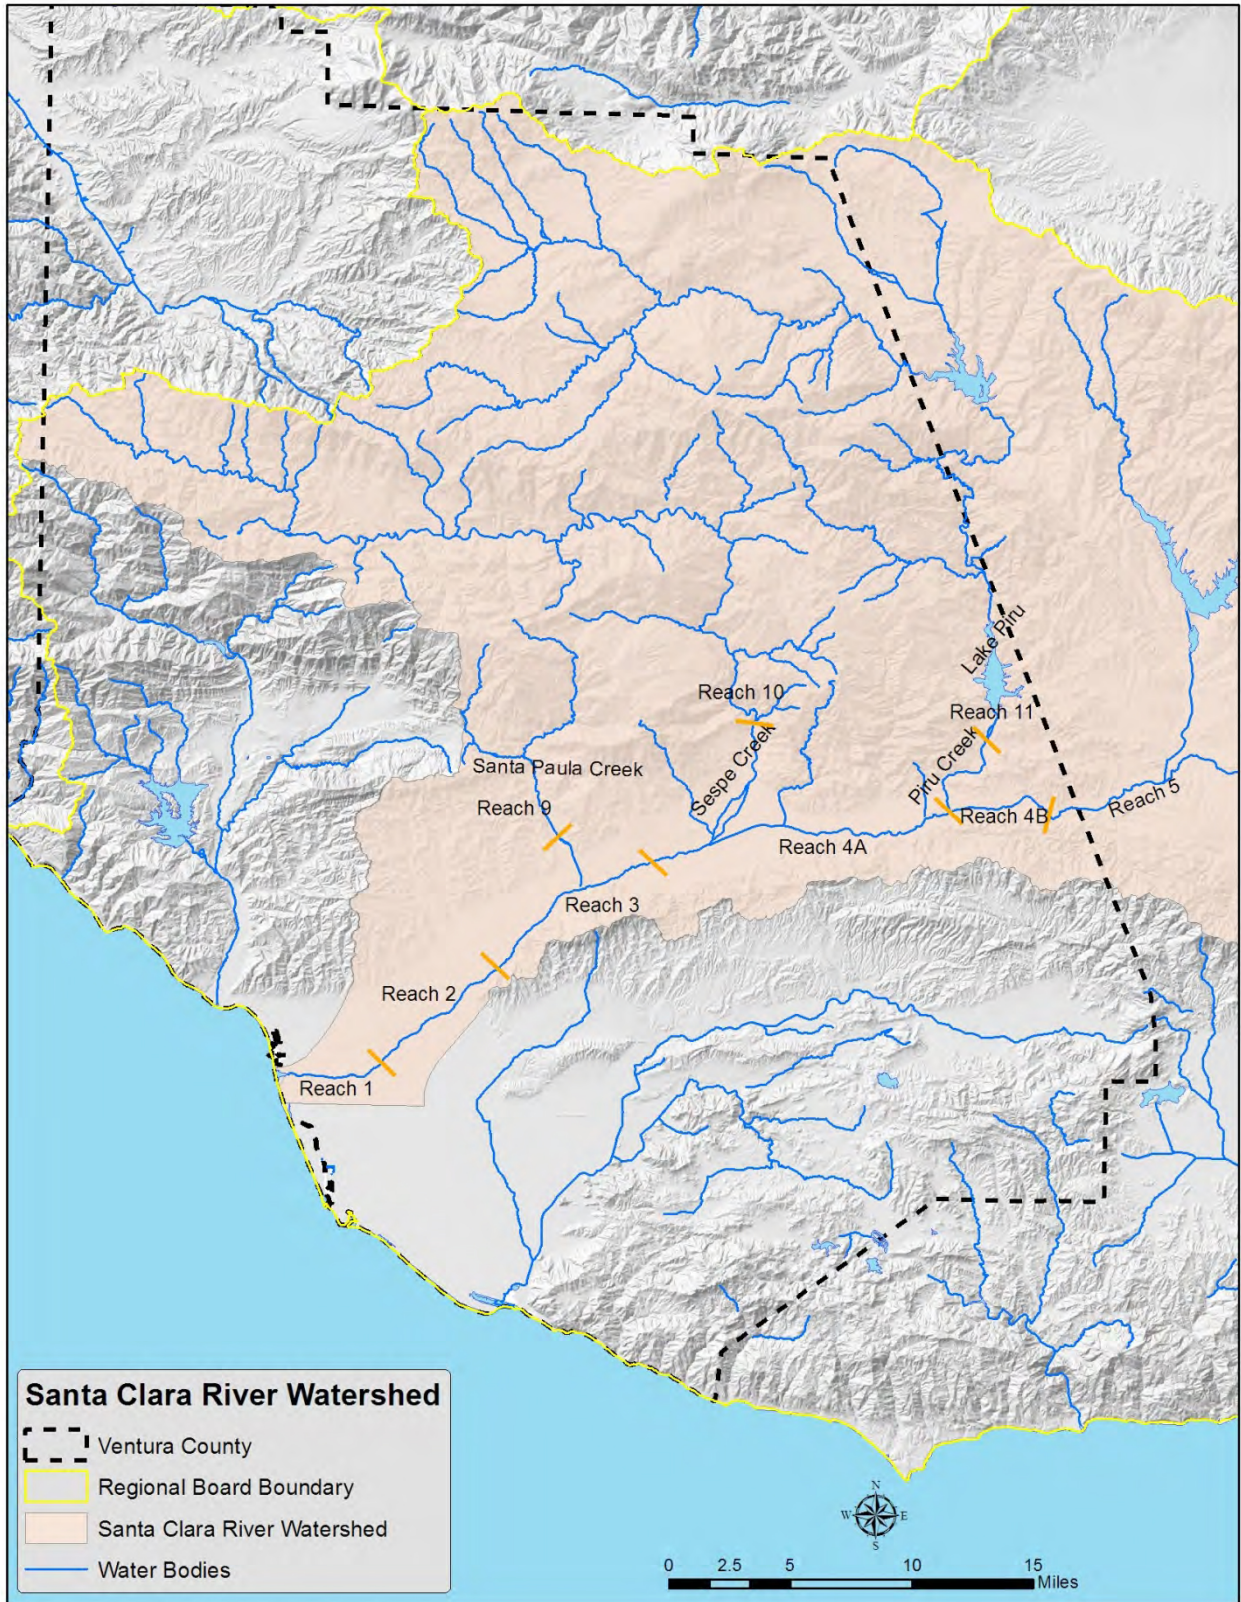 Lake Piru
Reach 10
Reach 11
Sespe Creek
Piru Creek
Santa Paula Creek
Reach 9
Reach 5
Reach 4B
Reach 4A
Reach 3
Reach 2
Reach 1
Santa Clara River Watershed
Ventura County
Regional Board Boundary
Santa Clara River Watershed
Water Bodies
N
W E
S
0 2.5 5 10 15
Miles